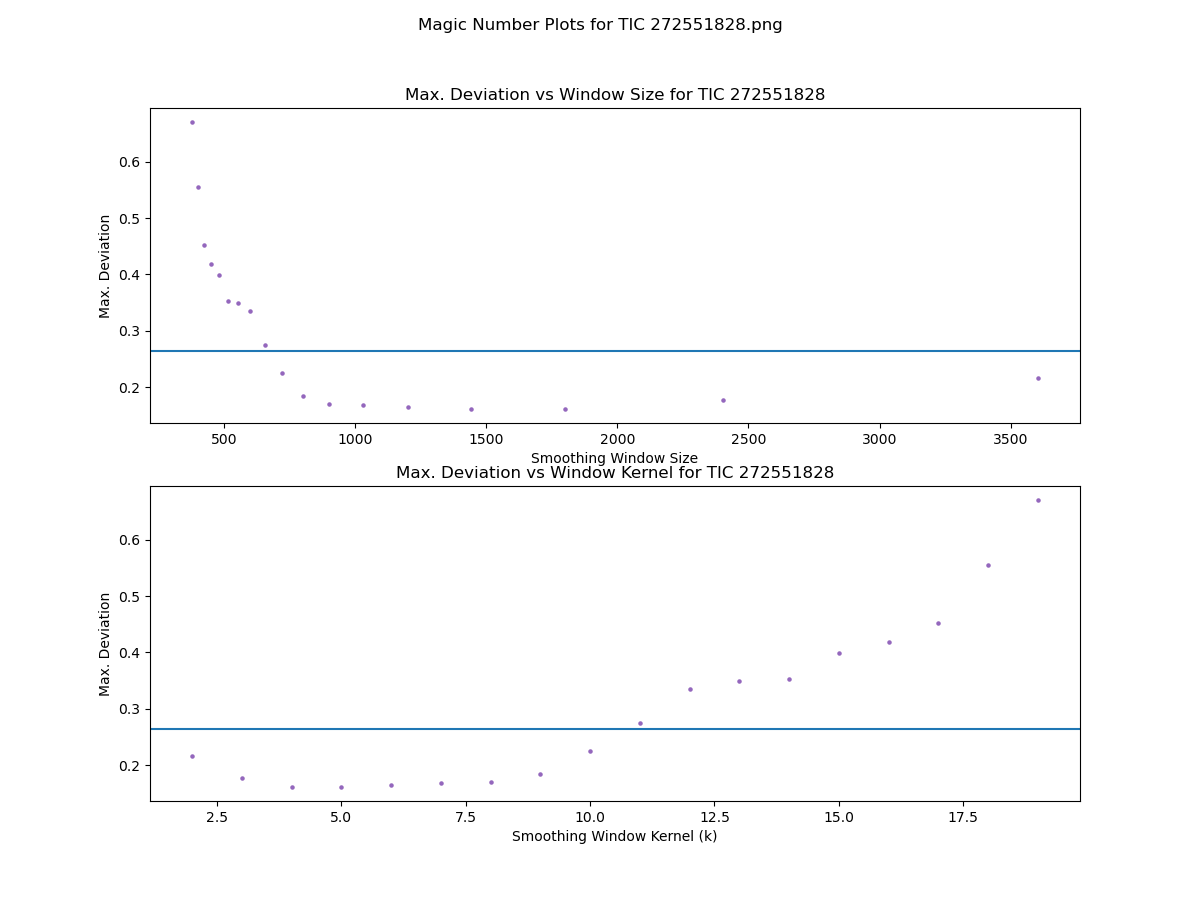 Magic Number Plots for TIC 272551828.png
Max. Deviation vs Window Size for TIC 272551828
Max. Deviation
0.6
0.5
0.4
0.3
0.2
500 1000 1500 2000 2500 3000 3500
Smoothing Window Size
Max. Deviation vs Window Kernel for TIC 272551828
Max. Deviation
0.6
0.5
0.4
0.3
0.2
2.5 5.0 7.5 10.0 12.5 15.0 17.5
Smoothing Window Kernel (k)